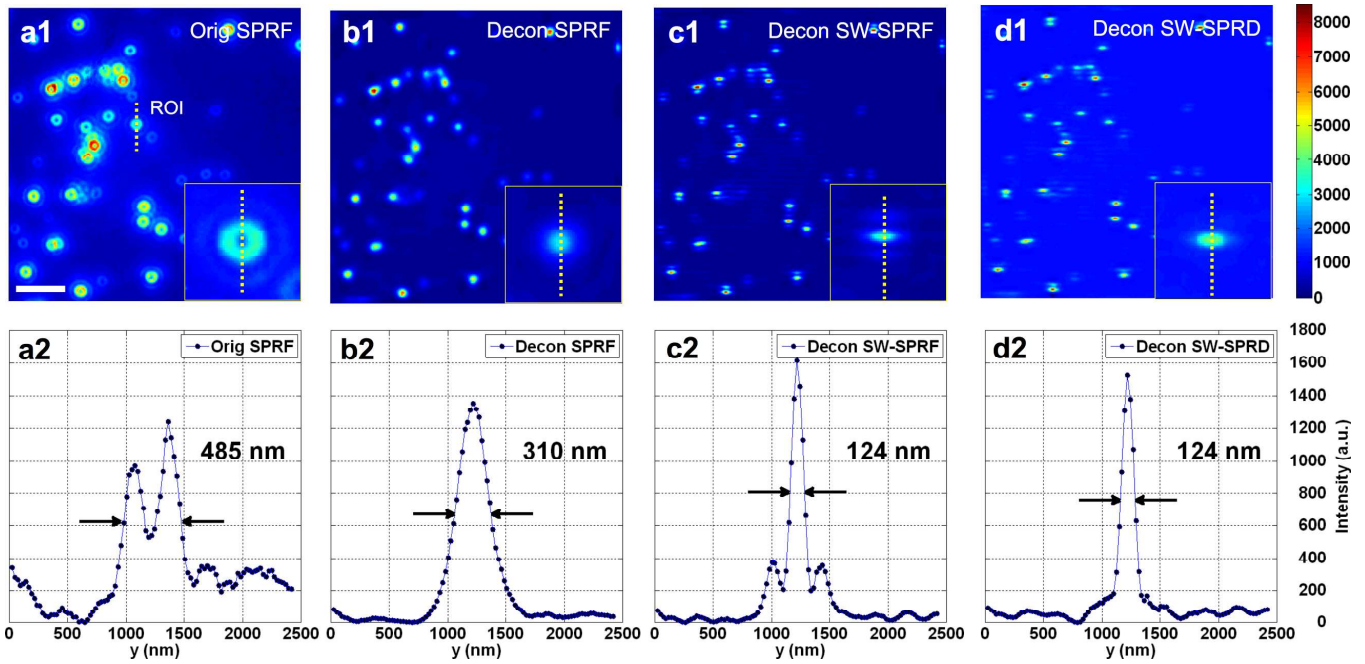 a1 Orig SPRF
ROI
b1 Decon SPRF
c1 Decon SW-SPRF
d1 Decon SW-SPRD
8000
7000
6000
5000
4000
3000
2000
1000
0
a2 Orig SPRF
485 nm
0 500 1000 1500 2000 2500
y (nm)
b2 Decon SPRF
310 nm
0 500 1000 1500 2000 2500
y (nm)
c2 Decon SW-SPRF
124 nm
0 500 1000 1500 2000 2500
y (nm)
d2 Decon SW-SPRD
124 nm
0 500 1000 1500 2000 2500
y (nm)
1800
1600
1400
1200
1000
800
600
400
200
0
Intensity (a.u.)